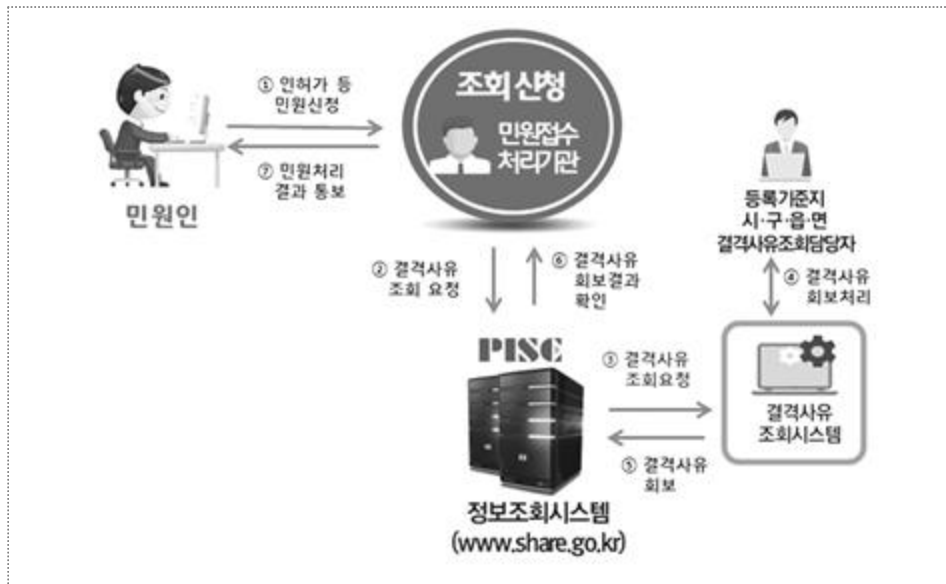 ① 인허가 등
민원신청
⑦ 민원처리
결과 통보
민원인
조회 신청
민원접수
처리기관
등록기준지
시·구·읍·면
결격사유조회담당자
② 결격사유
조회 요청
⑥ 결격사유
회보결과
확인
④ 결격사유
회보처리
PISC
③ 결격사유
조회요청
⑤ 결격사유
회보
결격사유
조회시스템
정보조회시스템
(www.share.go.kr)